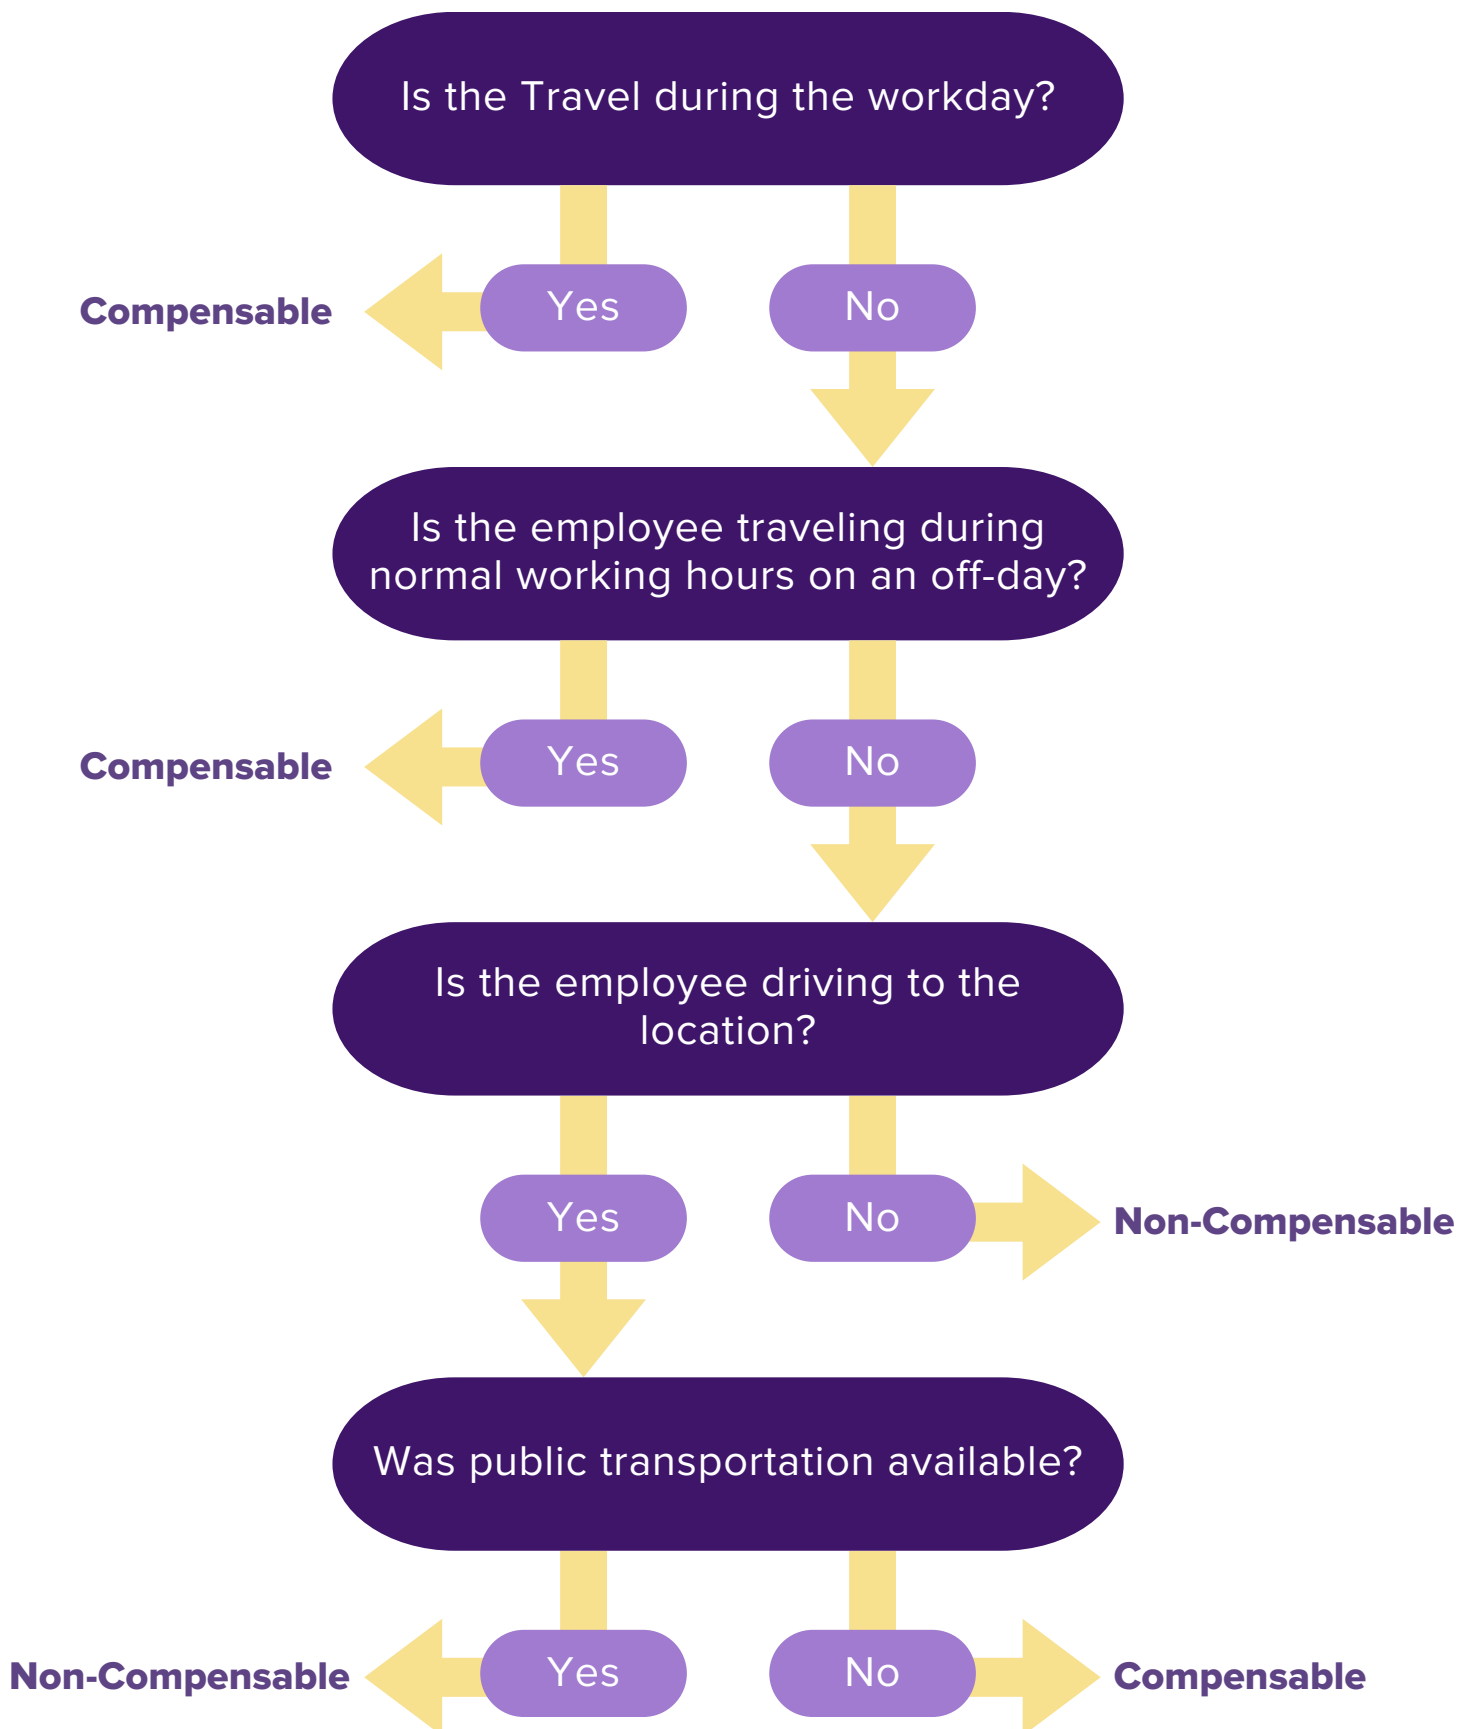 Is the Travel during the workday?
Yes
No
Compensable
Is the employee traveling during
normal working hours on an off-day?
Yes
No
Compensable
Is the employee driving to the
location?
Yes
No
Non-Compensable
Was public transportation available?
Non-Compensable
Yes
No
Compensable